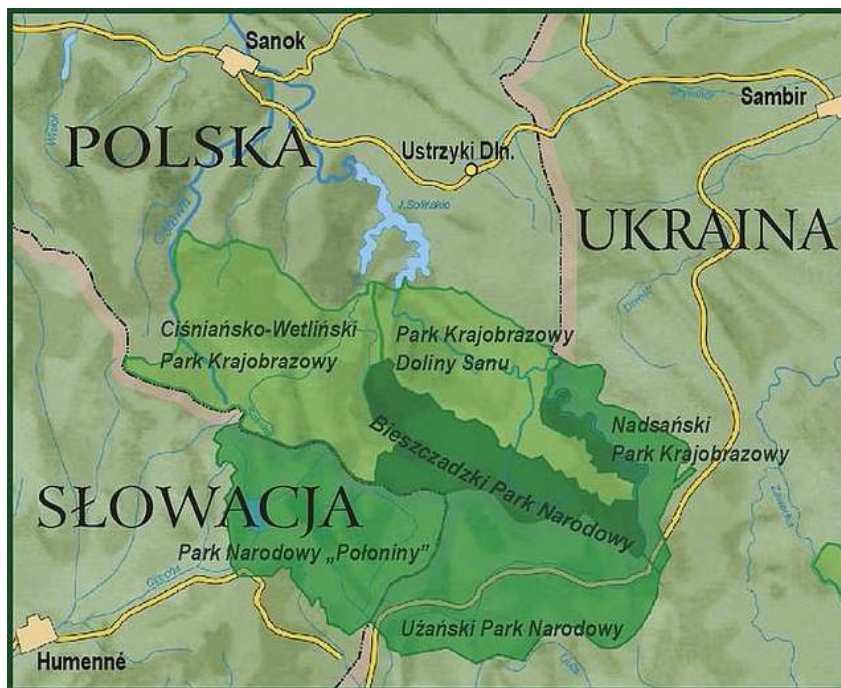 Sanok
Sambir
POLSKA
Ustrzyki Dln.
UKRAINA
Ciśniańsko-Wetliński
Park Krajobrazowy
Park Krajobrazowy
Doliny Sanu
Nadsański
Park Krajobrazowy
Bieszczadzki Park Narodowy
SŁOWACJA
Park Narodowy „Połoniny”
Użański Park Narodowy
Humenné